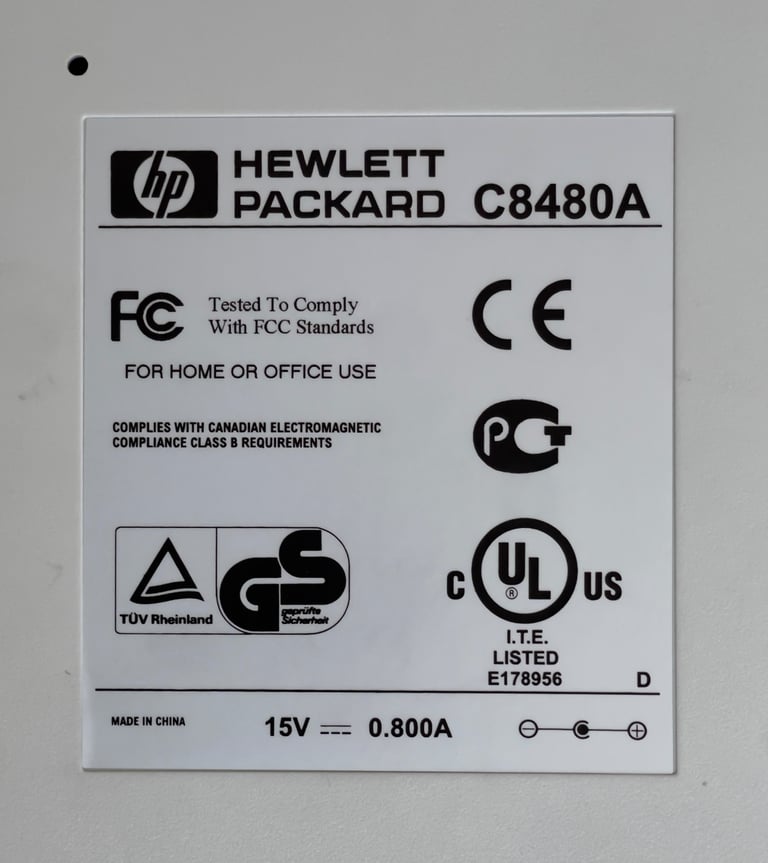 hp HEWLETT
PACKARD C8480A
FC Tested To Comply
With FCC Standards
FOR HOME OR OFFICE USE
CE
COMPLIES WITH CANADIAN ELECTROMAGNETIC
COMPLIANCE CLASS B REQUIREMENTS
PCT
TÜV Rheinland
GS
geprüfte
Sicherheit
C UL® US
I.T.E.
LISTED
E178956 D
MADE IN CHINA 15V ⎓ 0.800A